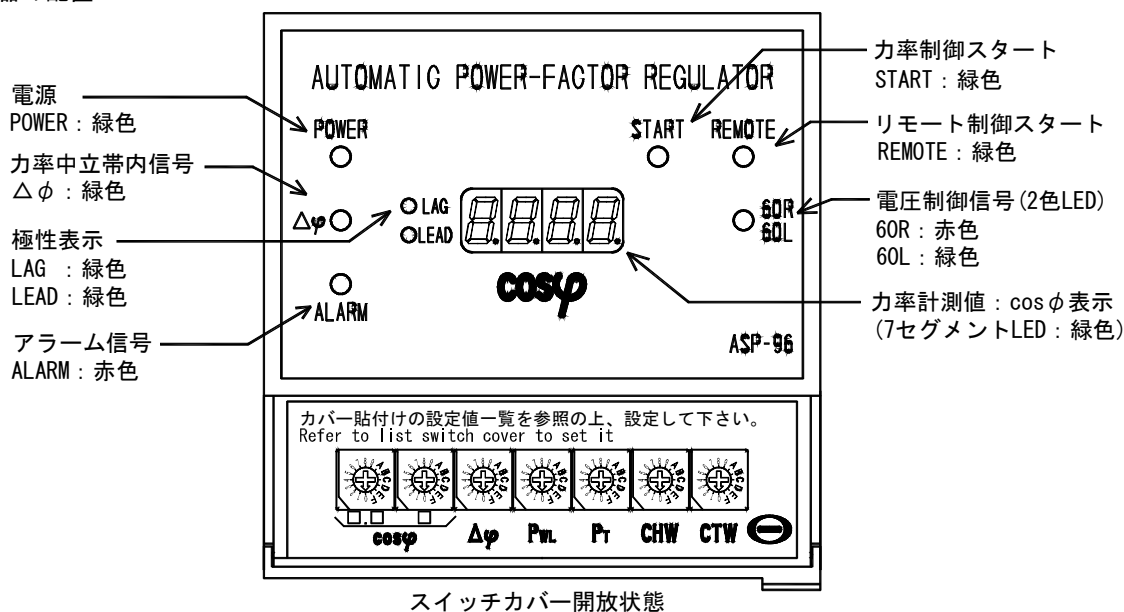 AUTOMATIC POWER-FACTOR REGULATOR
電源
POWER：緑色
力率中立帯内信号
△φ：緑色
極性表示
LAG ：緑色
LEAD：緑色
アラーム信号
ALARM：赤色
POWER
START
REMOTE
Δφ
LAG
LEAD
8.8.8.8.
60R
60L
cosφ
ALARM
ASP-96
力率制御スタート
START：緑色
リモート制御スタート
REMOTE：緑色
電圧制御信号(2色LED)
60R：赤色
60L：緑色
力率計測値：cosφ表示
(7セグメントLED：緑色)
カバー貼付けの設定値一覧を参照の上、設定して下さい。
Refer to list switch cover to set it
cosφ Δφ PWL PT CHW CTW
スイッチカバー開放状態